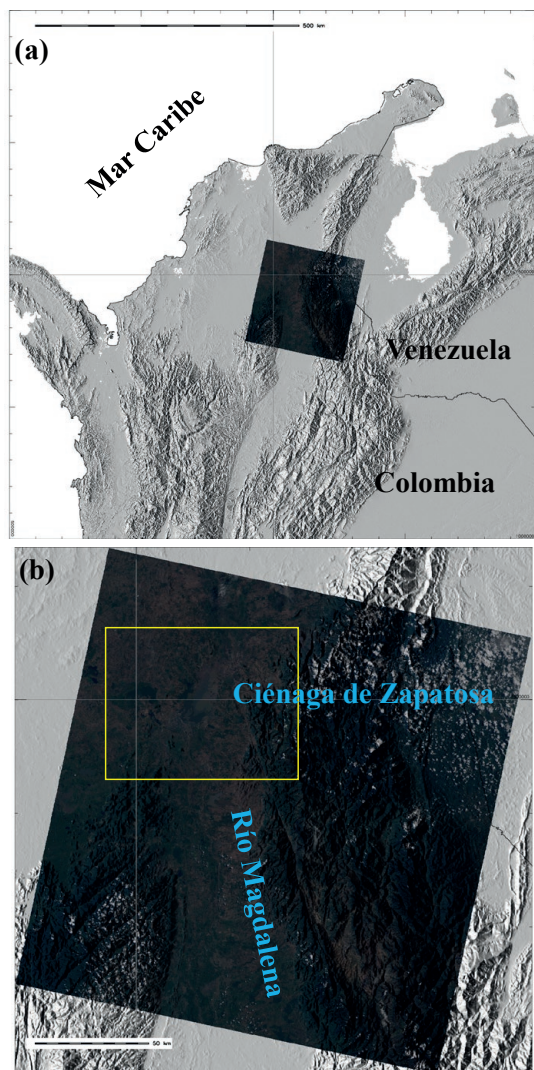 500 km
(a)
Mar Caribe
Venezuela
Colombia
(b)
Ciénaga de Zapatosa
Río Magdalena
50 km